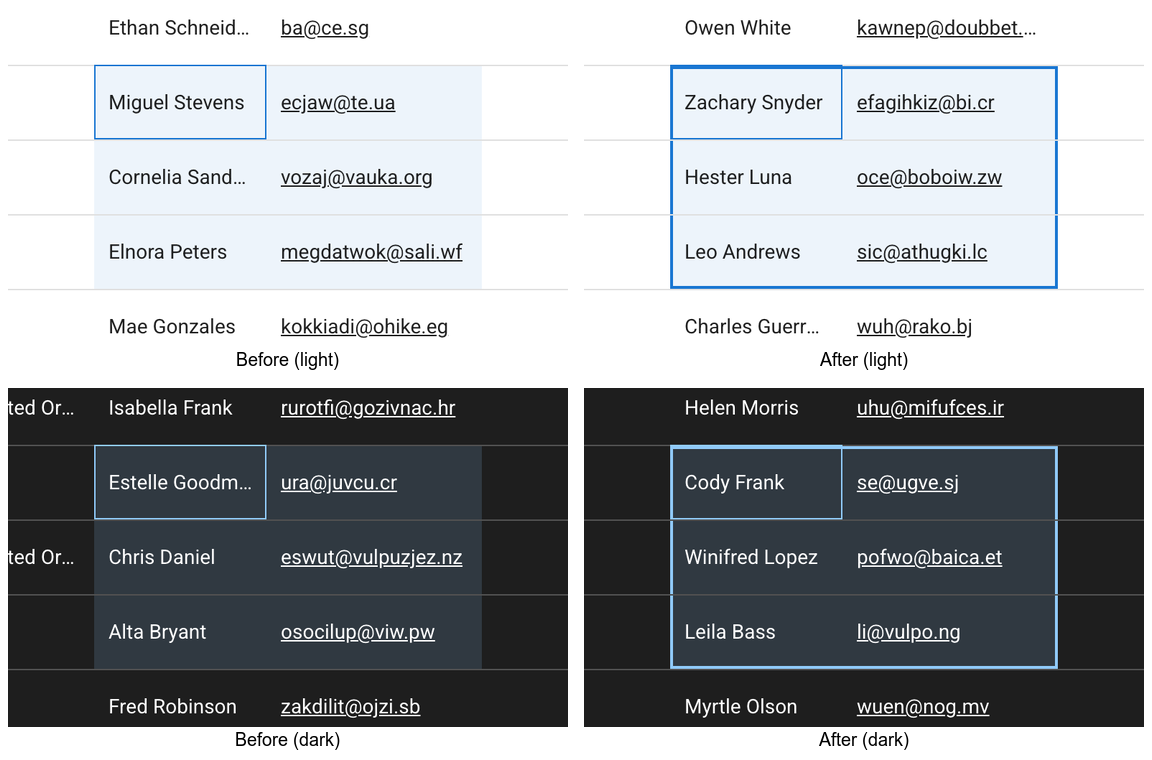 Ethan Schneid… ba@ce.sg
Miguel Stevens ecjaw@te.ua
Cornelia Sand… vozaj@vauka.org
Elnora Peters megdatwok@sali.wf
Mae Gonzales kokkiadi@ohike.eg
Before (light)
Owen White kawnep@doubbet.…
Zachary Snyder efagihkiz@bi.cr
Hester Luna oce@boboiw.zw
Leo Andrews sic@athugki.lc
Charles Guerr… wuh@rako.bj
After (light)
ted Or… Isabella Frank rurotfi@gozivnac.hr
Estelle Goodm… ura@juvcu.cr
ted Or… Chris Daniel eswut@vulpuzjez.nz
Alta Bryant osocilup@viw.pw
Fred Robinson zakdilit@ojzi.sb
Before (dark)
Helen Morris uhu@mifufces.ir
Cody Frank se@ugve.sj
Winifred Lopez pofwo@baica.et
Leila Bass li@vulpo.ng
Myrtle Olson wuen@nog.mv
After (dark)